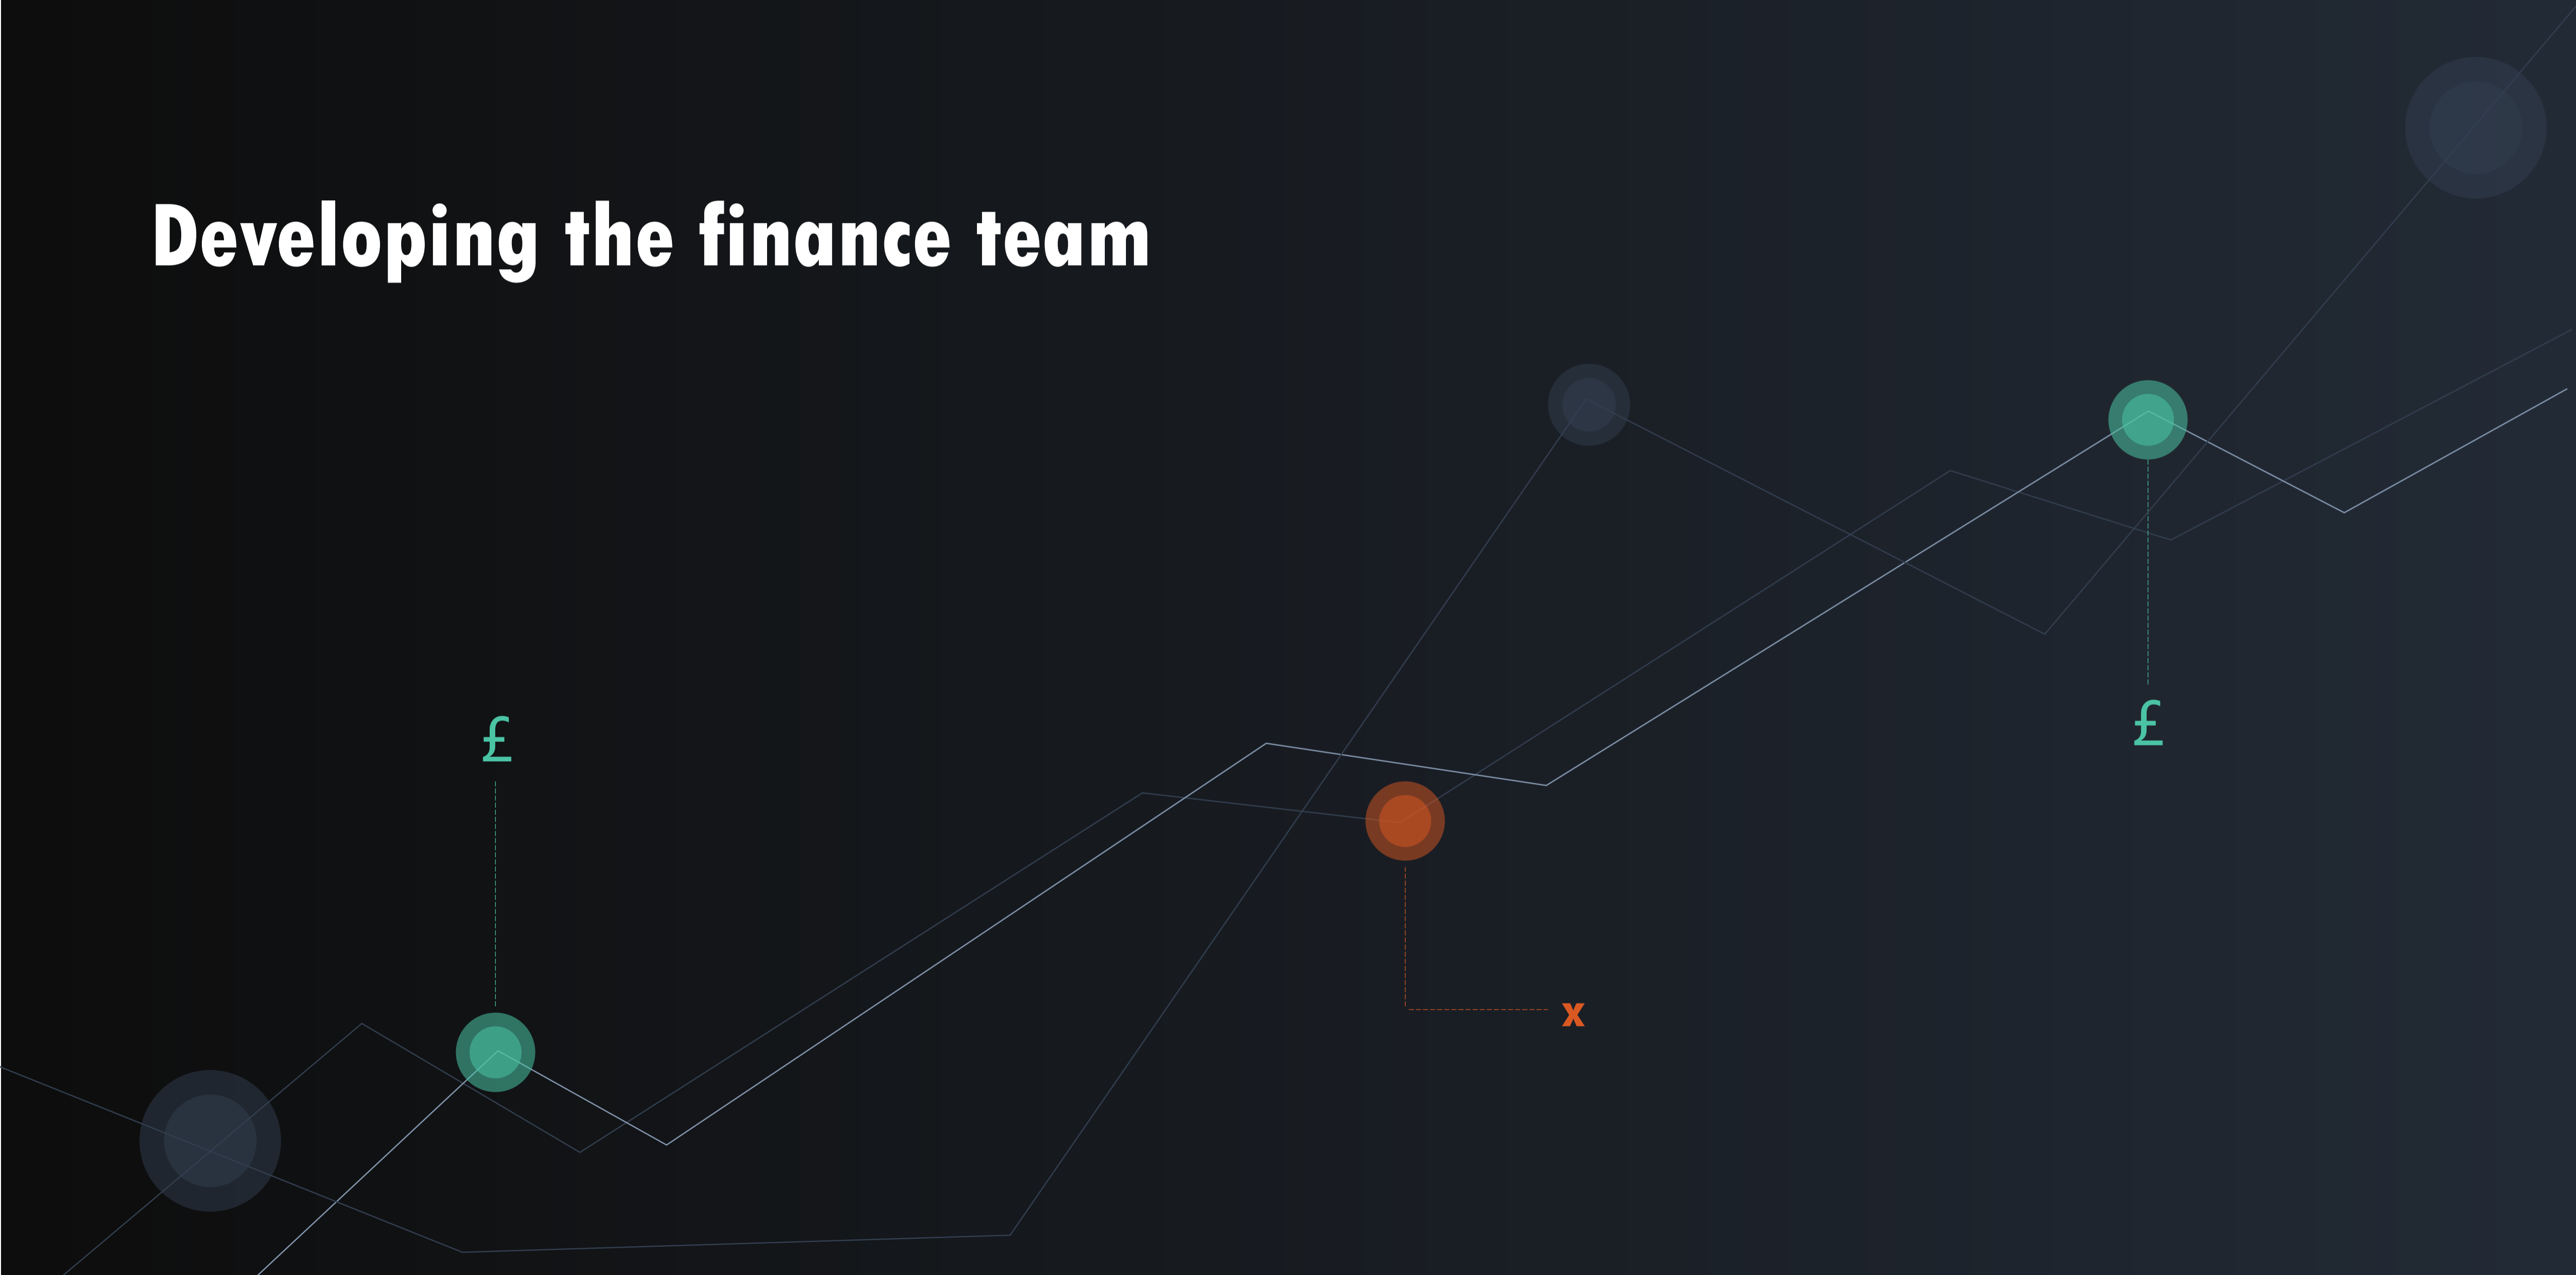 Developing the finance team
£
£
x